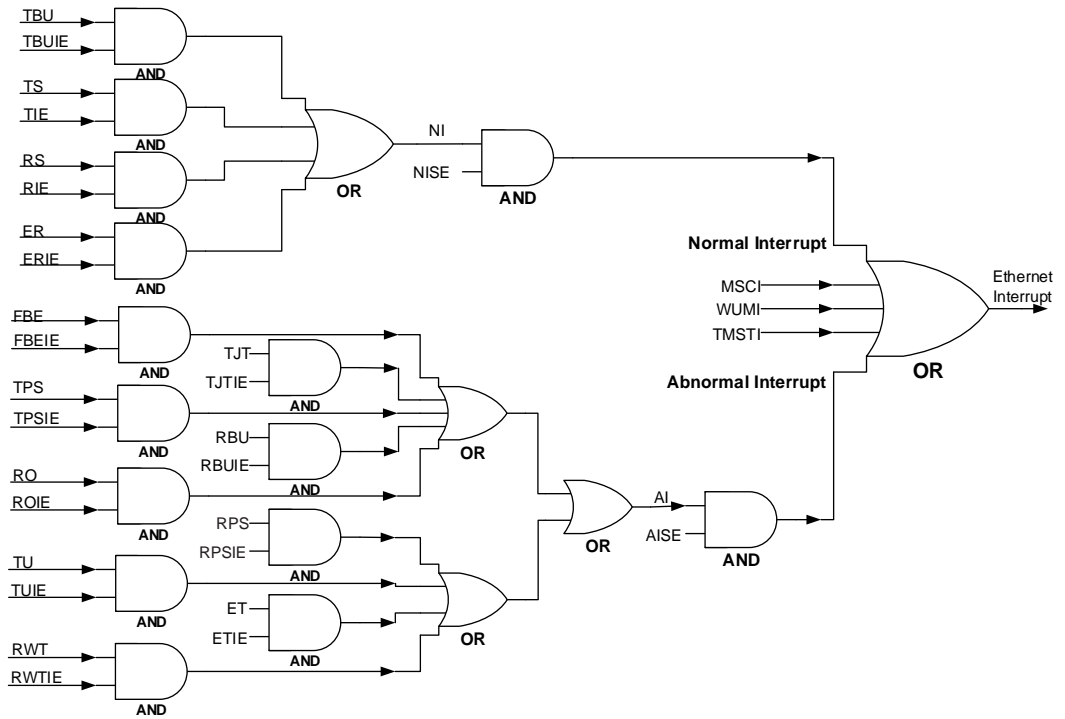 TBU
TBUIE
AND
TS
TIE
AND
RS
RIE
AND
ER
ERIE
AND
OR
NI
NISE
AND
Normal Interrupt
MSCI
WUMI
TMSTI
Abnormal Interrupt
OR
Ethernet
Interrupt
FBE
FBEIE
AND
TJT
TJTIE
AND
TPS
TPSIE
AND
RBU
RBUIE
AND
RO
ROIE
AND
OR
RPS
RPSIE
AND
TU
TUIE
AND
ET
ETIE
AND
RWT
RWTIE
AND
OR
OR
AI
AISE
AND